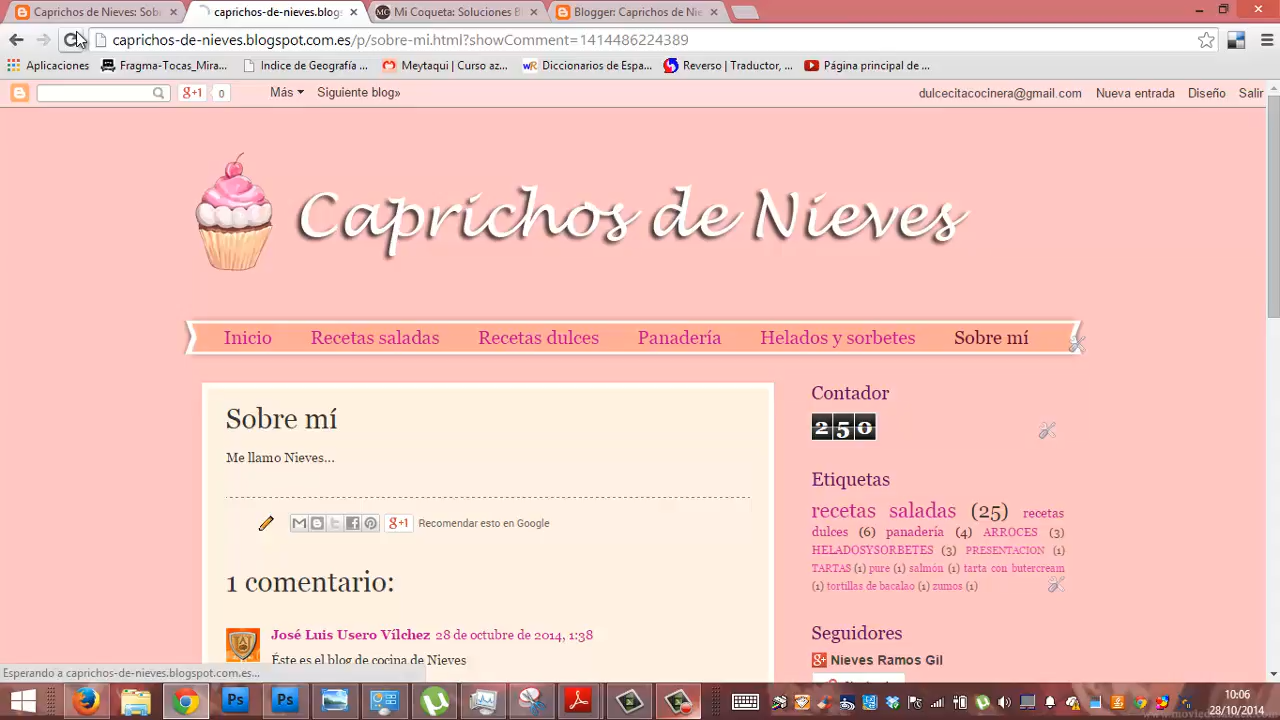 Caprichos de Nieves: Sobr
caprichos-de-nieves.blogs
Mi Coqueta: Soluciones B
Blogger: Caprichos de Nie
caprichos-de-nieves.blogspot.com.es/p/sobre-mi.html?showComment=1414486224389
Aplicaciones
Fragma-Tocas_Mira...
Indice de Geografía ...
Meytaqui | Curso az...
Diccionarios de Espa...
Reverso | Traductor, ...
Página principal de ...
g+1 0
Más
Siguiente blog»
dulcecitacocinera@gmail.com
Nueva entrada
Diseño
Salir
Caprichos de Nieves
Inicio
Recetas saladas
Recetas dulces
Panadería
Helados y sorbetes
Sobre mí
Sobre mí
Me llamo Nieves...
g+1 Recomendar esto en Google
1 comentario:
José Luis Usero Vílchez 28 de octubre de 2014, 1:38
Éste es el blog de cocina de Nieves
Contador
250
Etiquetas
recetas saladas (25) recetas
dulces (6) panadería (4) ARROCES (3)
HELADOSYSORBETES (3) PRESENTACION (1)
TARTAS (1) pure (1) salmón (1) tarta con butercream
(1) tortillas de bacalao (1) zumos (1)
Seguidores
Nieves Ramos Gil
Esperando a caprichos-de-nieves.blogspot.com.es...
10:06
28/10/2014